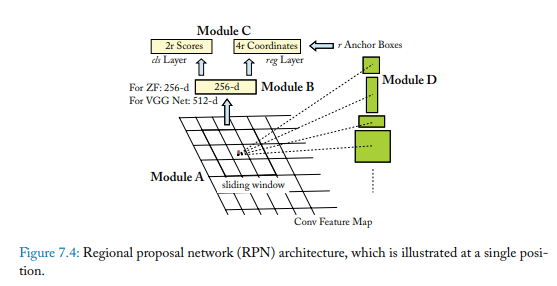 Module C
2r Scores
4r Coordinates
r Anchor Boxes
cls Layer
reg Layer
Module D
For ZF: 256-d
256-d
Module B
For VGG Net: 512-d
Module A
sliding window
Conv Feature Map
Figure 7.4: Regional proposal network (RPN) architecture, which is illustrated at a single posi-
tion.